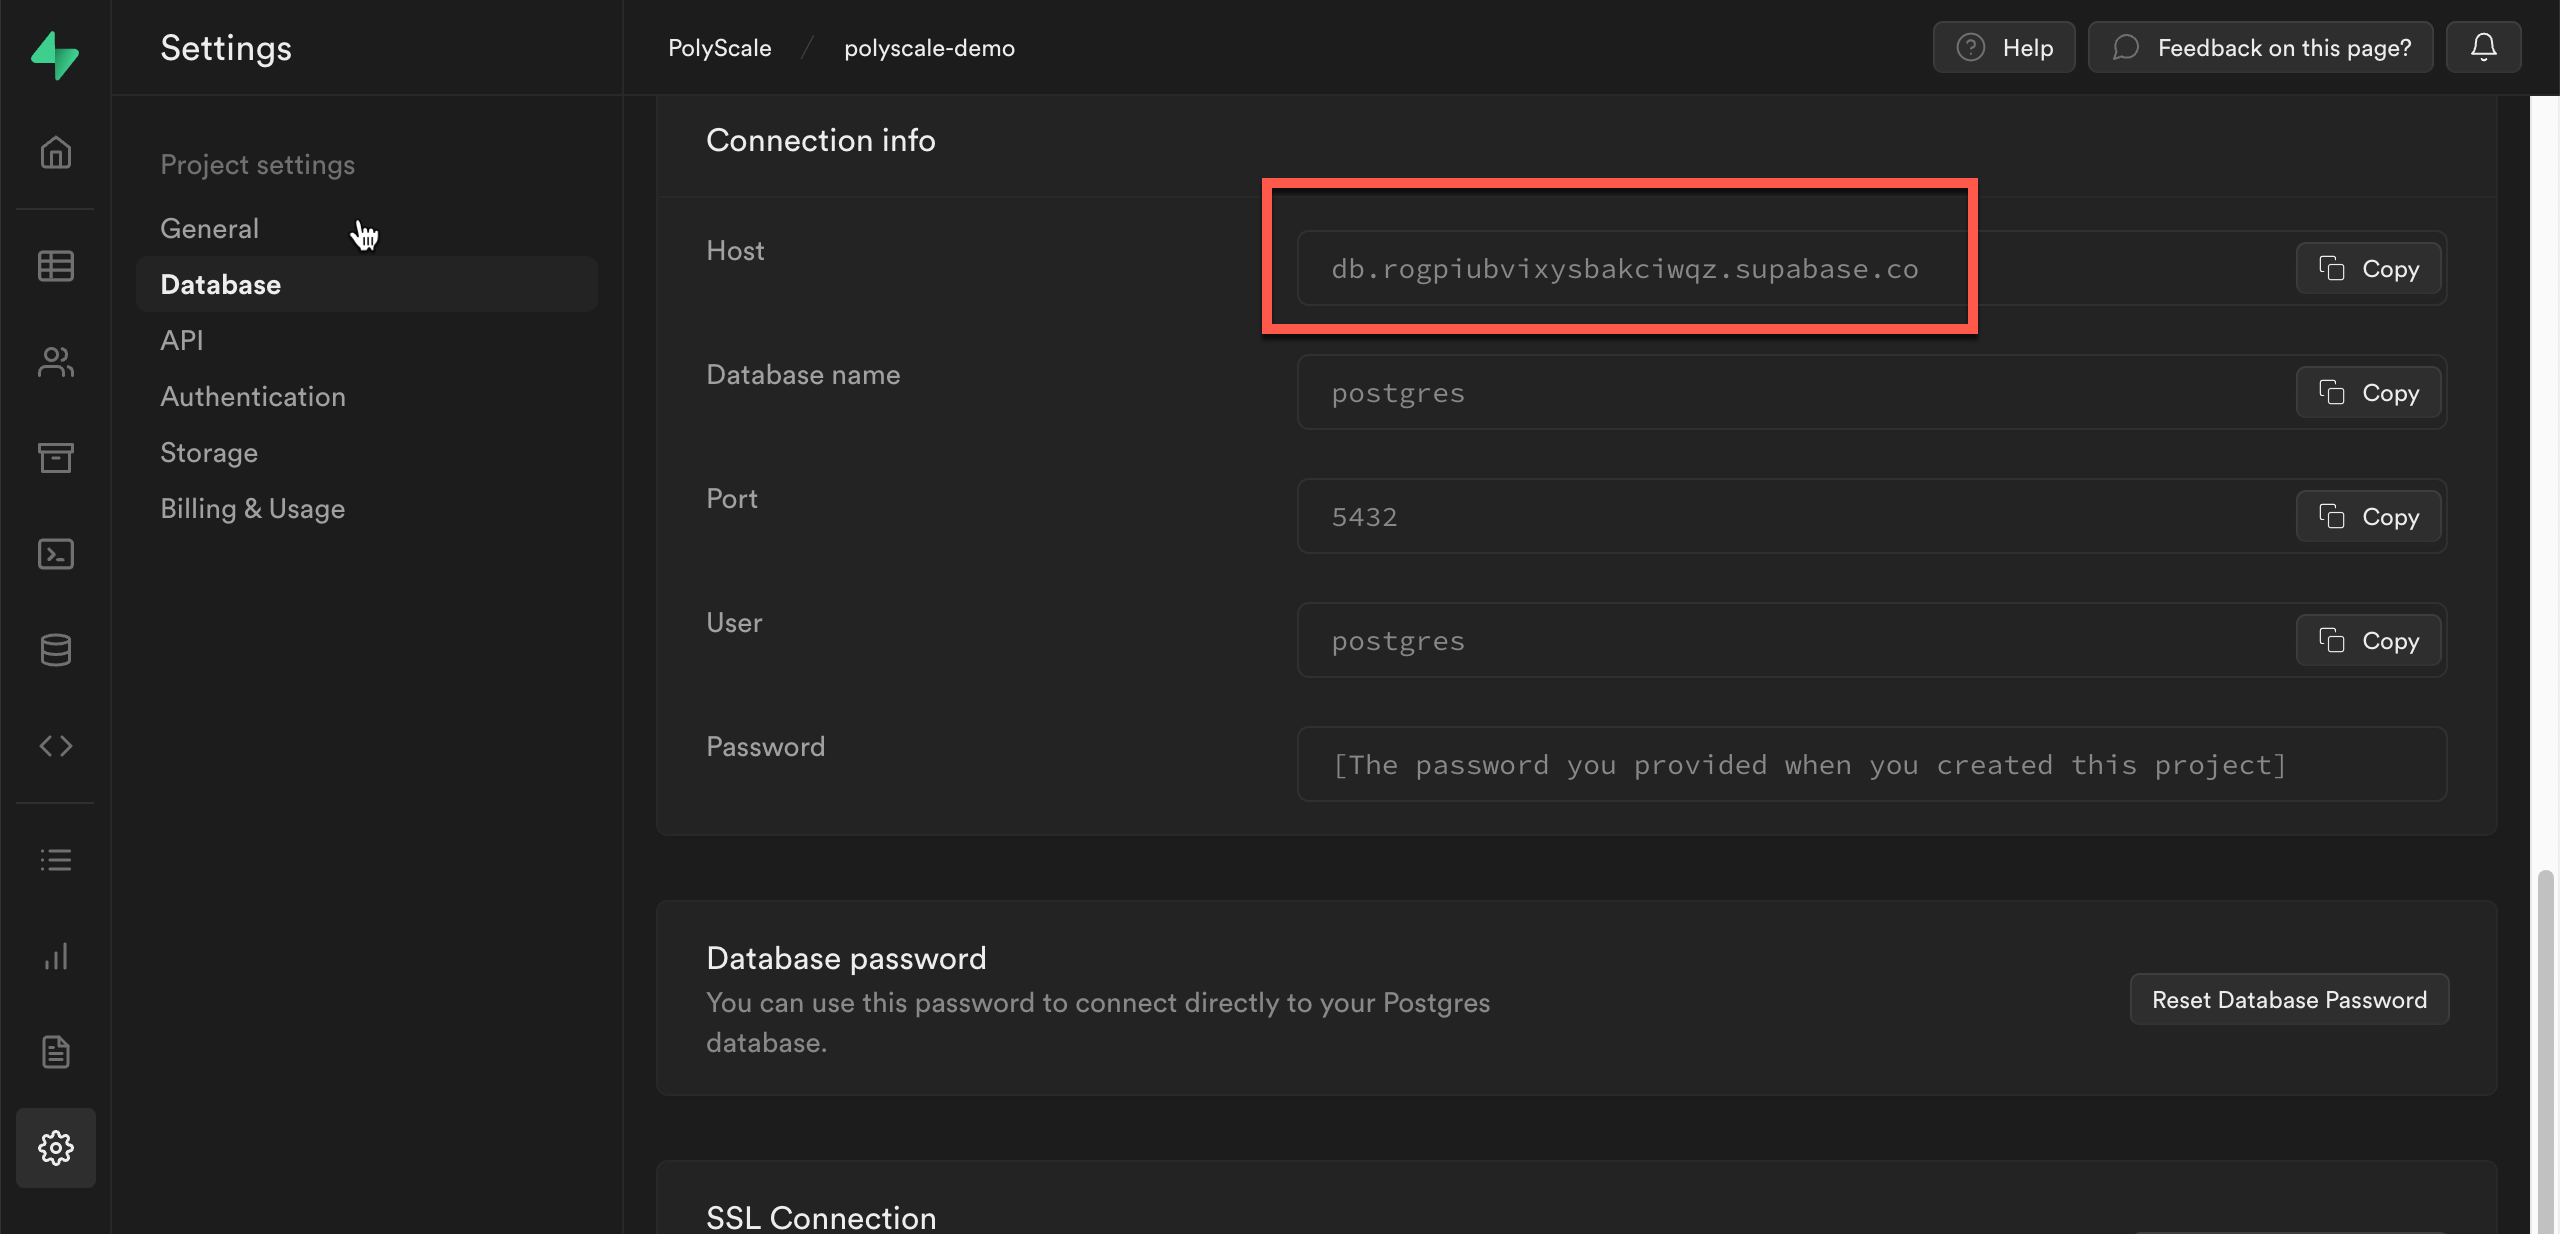 Settings
PolyScale / polyscale-demo
Help
Feedback on this page?
Project settings
General
Database
API
Authentication
Storage
Billing & Usage
Connection info
Host
db.rogpiubvixysbakciwqz.supabase.co
Copy
Database name
postgres
Copy
Port
5432
Copy
User
postgres
Copy
Password
[The password you provided when you created this project]
Database password
You can use this password to connect directly to your Postgres
database.
Reset Database Password
SSL Connection